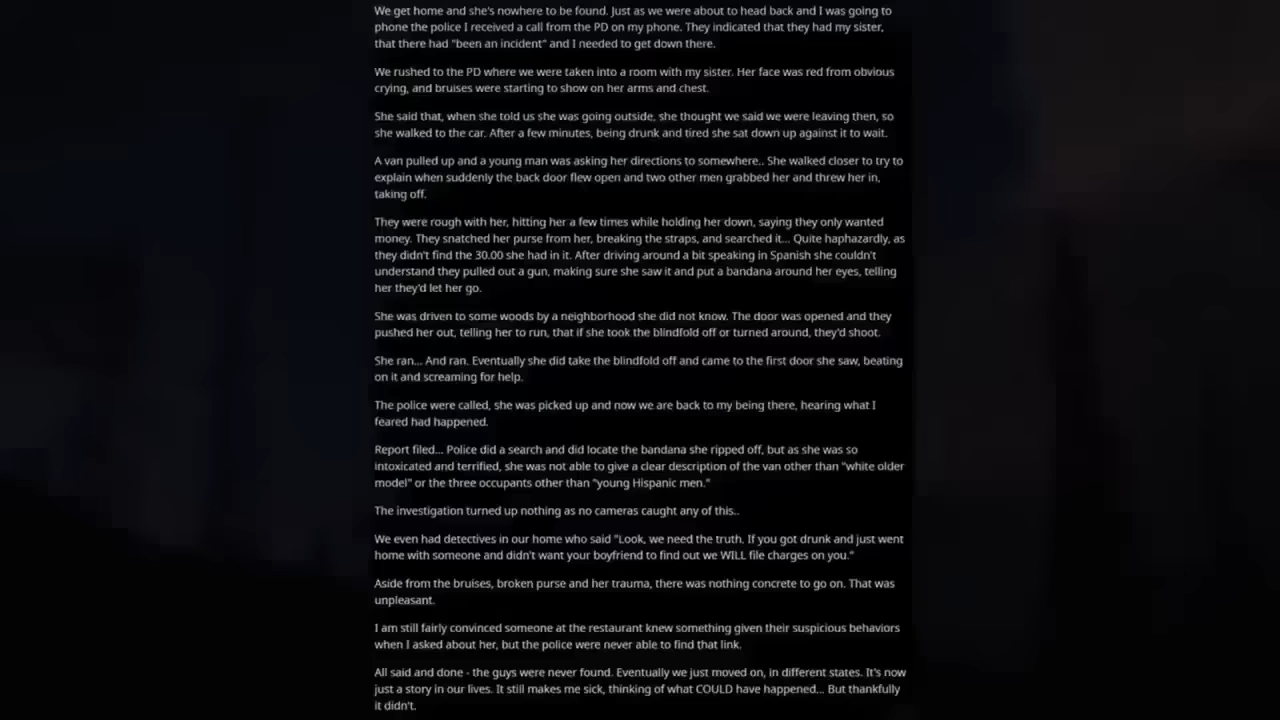 We get home and she's nowhere to be found. Just as we were about to head back and I was going to
phone the police I received a call from the PD on my phone. They indicated that they had my sister,
that there had "been an incident" and I needed to get down there.
We rushed to the PD where we were taken into a room with my sister. Her face was red from obvious
crying, and bruises were starting to show on her arms and chest.
She said that, when she told us she was going outside, she thought we said we were leaving then, so
she walked to the car. After a few minutes, being drunk and tired she sat down up against it to wait.
A van pulled up and a young man was asking her directions to somewhere.. She walked closer to try to
explain when suddenly the back door flew open and two other men grabbed her and threw her in,
taking off.
They were rough with her, hitting her a few times while holding her down, saying they only wanted
money. They snatched her purse from her, breaking the straps, and searched it... Quite haphazardly, as
they didn't find the 30.00 she had in it. After driving around a bit speaking in Spanish she couldn't
understand they pulled out a gun, making sure she saw it and put a bandana around her eyes, telling
her they'd let her go.
She was driven to some woods by a neighborhood she did not know. The door was opened and they
pushed her out, telling her to run, that if she took the blindfold off or turned around, they'd shoot.
She ran... And ran. Eventually she did take the blindfold off and came to the first door she saw, beating
on it and screaming for help.
The police were called, she was picked up and now we are back to my being there, hearing what I
feared had happened.
Report filed... Police did a search and did locate the bandana she ripped off, but as she was so
intoxicated and terrified, she was not able to give a clear description of the van other than "white older
model" or the three occupants other than "young Hispanic men."
The investigation turned up nothing as no cameras caught any of this..
We even had detectives in our home who said "Look, we need the truth. If you got drunk and just went
home with someone and didn't want your boyfriend to find out we WILL file charges on you."
Aside from the bruises, broken purse and her trauma, there was nothing concrete to go on. That was
unpleasant.
I am still fairly convinced someone at the restaurant knew something given their suspicious behaviors
when I asked about her, but the police were never able to find that link.
All said and done - the guys were never found. Eventually we just moved on, in different states. It's now
just a story in our lives. It still makes me sick, thinking of what COULD have happened... But thankfully
it didn't.